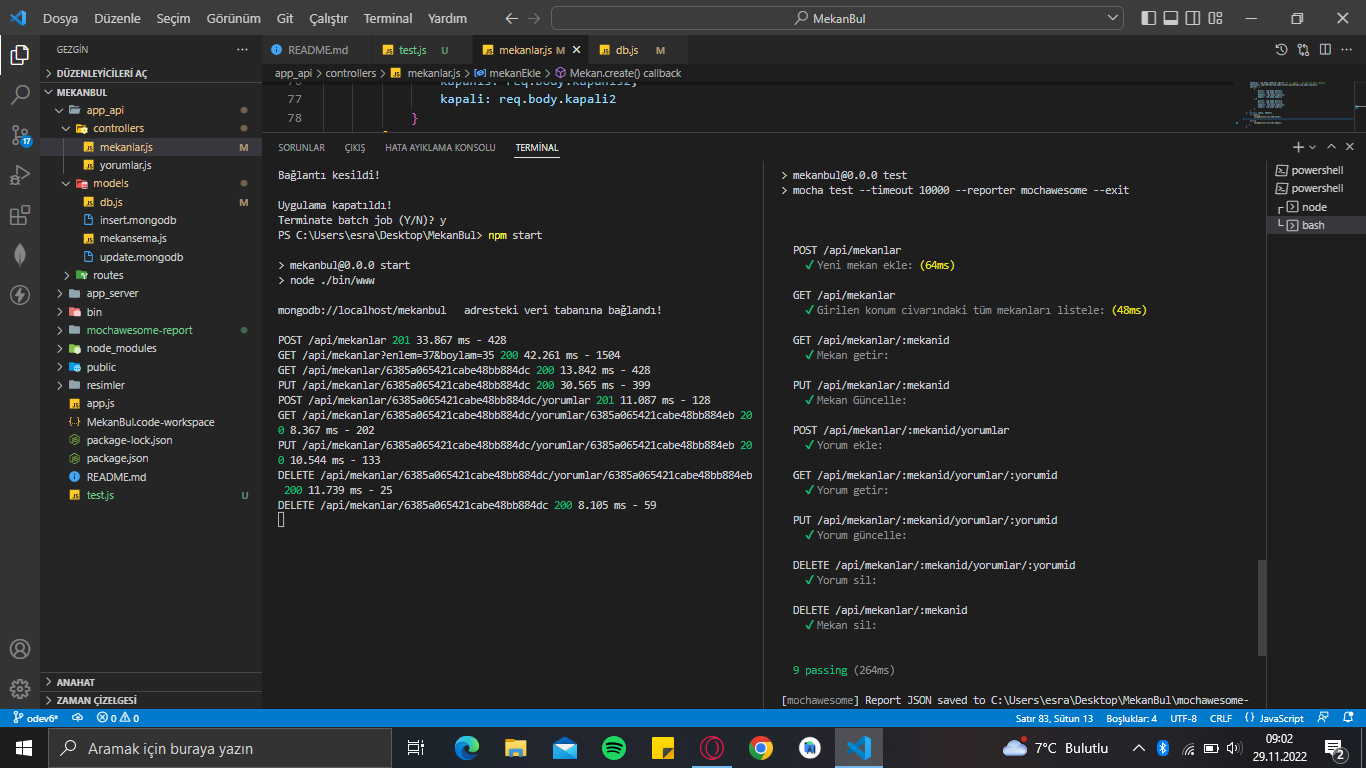 Dosya Düzenle Seçim Görünüm Git Çalıştır Terminal Yardım
MekanBul
GEZGİN
DÜZENLEYİCİLERİ AÇ
MEKANBUL
app_api
controllers
mekanlar.js M
yorumlar.js
models
db.js M
insert.mongodb
mekansema.js
update.mongodb
routes
app_server
bin
mochawesome-report
node_modules
public
resimler
app.js
MekanBul.code-workspace
package-lock.json
package.json
README.md
test.js U
ANAHAT
ZAMAN ÇİZELGESİ
README.md test.js U mekanlar.js M db.js M
app_api > controllers > mekanlar.js > mekanEkle > Mekan.create() callback
77 kapali: req.body.kapali2
78 }
SORUNLAR ÇIKIŞ HATA AYIKLAMA KONSOLU TERMİNAL
Bağlantı kesildi!
Uygulama kapatıldı!
Terminate batch job (Y/N)? y
PS C:\Users\esra\Desktop\MekanBul> npm start
> mekanbul@0.0.0 start
> node ./bin/www
mongodb://localhost/mekanbul adresteki veri tabanına bağlandı!
POST /api/mekanlar 201 33.867 ms - 428
GET /api/mekanlar?enlem=37&boylam=35 200 42.261 ms - 1504
GET /api/mekanlar/6385a065421cabe48bb884dc 200 13.842 ms - 428
PUT /api/mekanlar/6385a065421cabe48bb884dc 200 30.565 ms - 399
POST /api/mekanlar/6385a065421cabe48bb884dc/yorumlar 201 11.087 ms - 128
GET /api/mekanlar/6385a065421cabe48bb884dc/yorumlar/6385a065421cabe48bb884eb 20
0 8.367 ms - 202
PUT /api/mekanlar/6385a065421cabe48bb884dc/yorumlar/6385a065421cabe48bb884eb 20
0 10.544 ms - 133
DELETE /api/mekanlar/6385a065421cabe48bb884dc/yorumlar/6385a065421cabe48bb884eb
200 11.739 ms - 25
DELETE /api/mekanlar/6385a065421cabe48bb884dc 200 8.105 ms - 59
> mekanbul@0.0.0 test
> mocha test --timeout 10000 --reporter mochawesome --exit
POST /api/mekanlar
✓ Yeni mekan ekle: (64ms)
GET /api/mekanlar
✓ Girilen konum civarındaki tüm mekanları listele: (48ms)
GET /api/mekanlar/:mekanid
✓ Mekan getir:
PUT /api/mekanlar/:mekanid
✓ Mekan Güncelle:
POST /api/mekanlar/:mekanid/yorumlar
✓ Yorum ekle:
GET /api/mekanlar/:mekanid/yorumlar/:yorumid
✓ Yorum getir:
PUT /api/mekanlar/:mekanid/yorumlar/:yorumid
✓ Yorum güncelle:
DELETE /api/mekanlar/:mekanid/yorumlar/:yorumid
✓ Yorum sil:
DELETE /api/mekanlar/:mekanid
✓ Mekan sil:
9 passing (264ms)
[mochawesome] Report JSON saved to C:\Users\esra\Desktop\MekanBul\mochawesome-
powershell
powershell
node
bash
17
odev6* 0 0 Satır 83, Sütun 13 Boşluklar: 4 UTF-8 CRLF JavaScript
Aramak için buraya yazın
7°C Bulutlu
09:02
29.11.2022
2